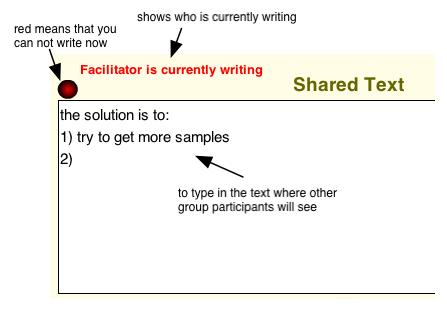 shows who is currently writing
red means that you
can not write now
Facilitator is currently writing
Shared Text
the solution is to:
1) try to get more samples
2)
to type in the text where other
group participants will see